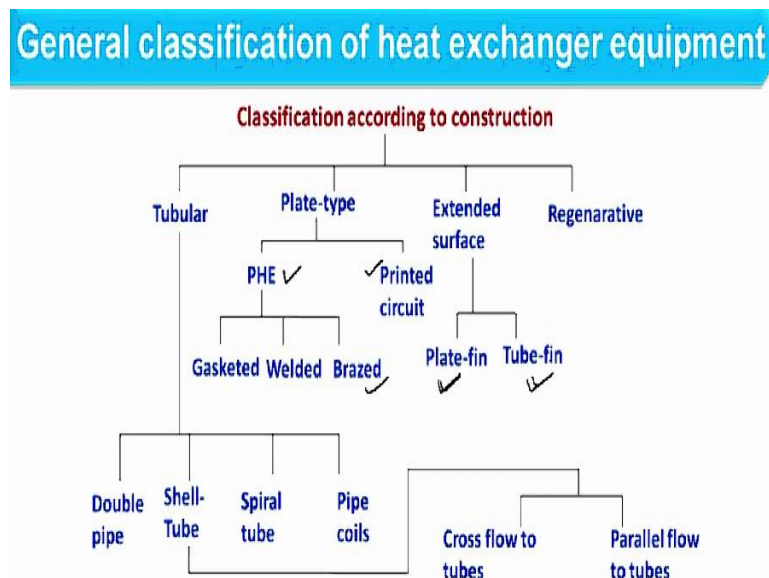 General classification of heat exchanger equipment
Classification according to construction
Tubular
Plate-type
Extended
surface
Regenarative
PHE
Printed
circuit
Gasketed Welded Brazed
Plate-fin
Tube-fin
Double
pipe
Shell-
Tube
Spiral
tube
Pipe
coils
Cross flow to
tubes
Parallel flow
to tubes